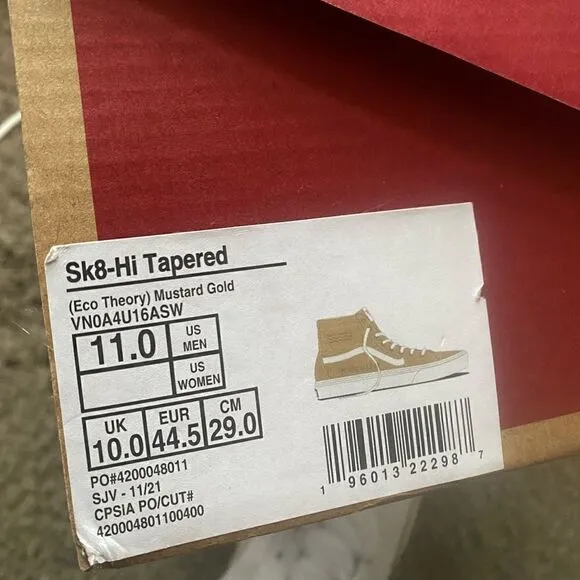 Sk8-Hi Tapered
(Eco Theory) Mustard Gold
VN0A4U16ASW
11.0 US MEN
US WOMEN
UK EUR CM
10.0 44.5 29.0
PO#4200048011
SJV - 11/21
CPSIA PO/CUT#
420004801100400
1 96013 22298 7